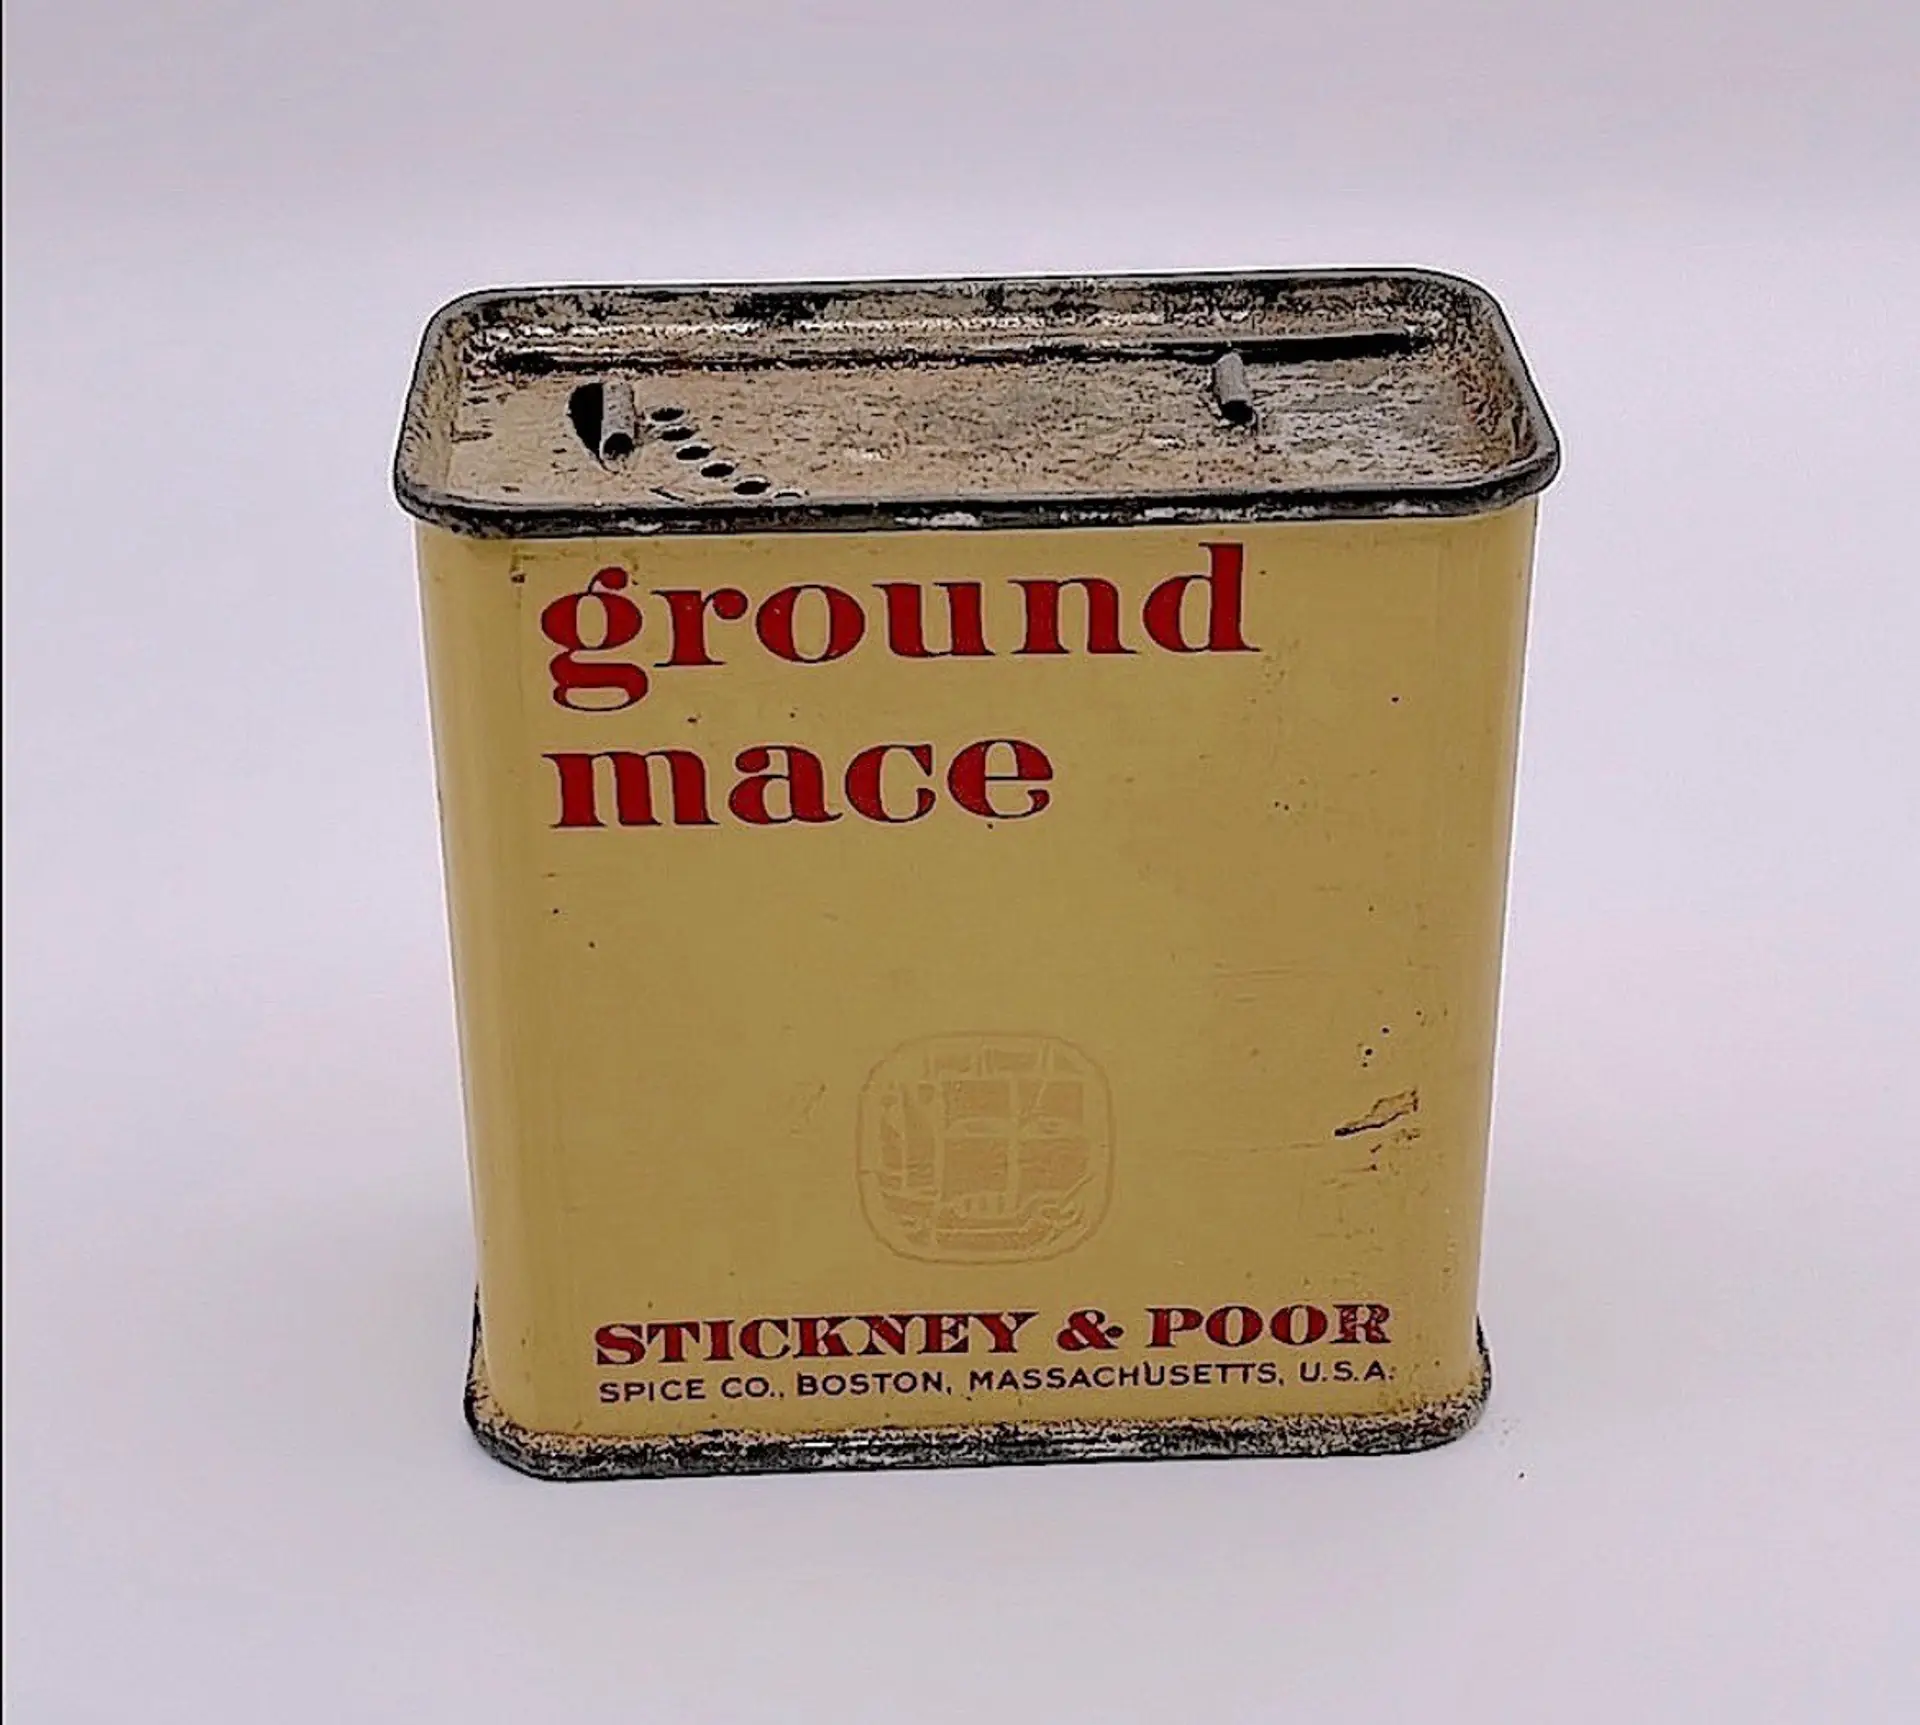 ground
mace
STICKNEY & POOR
SPICE CO., BOSTON, MASSACHUSETTS, U.S.A.